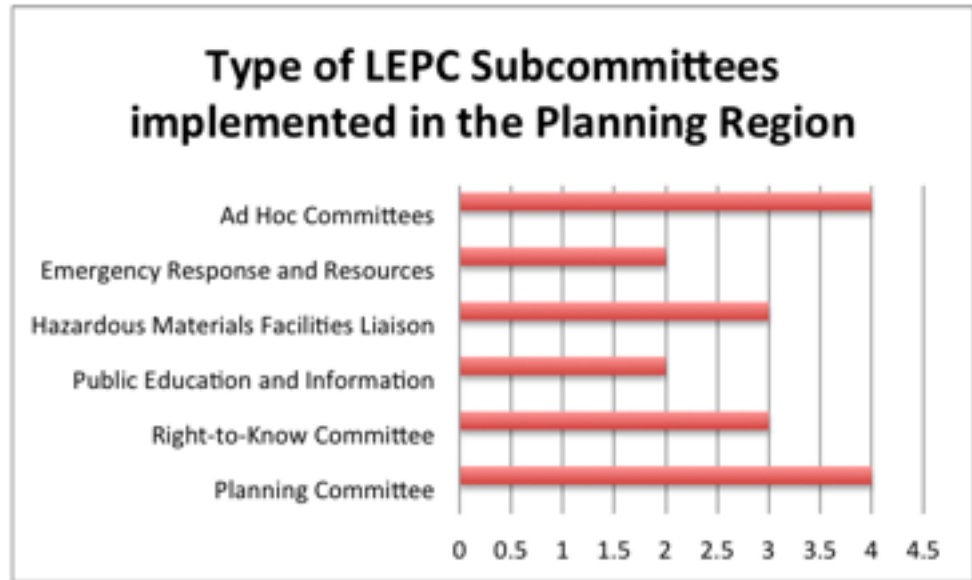 Type of LEPC Subcommittees
implemented in the Planning Region
Ad Hoc Committees
Emergency Response and Resources
Hazardous Materials Facilities Liaison
Public Education and Information
Right-to-Know Committee
Planning Committee
0 0.5 1 1.5 2 2.5 3 3.5 4 4.5